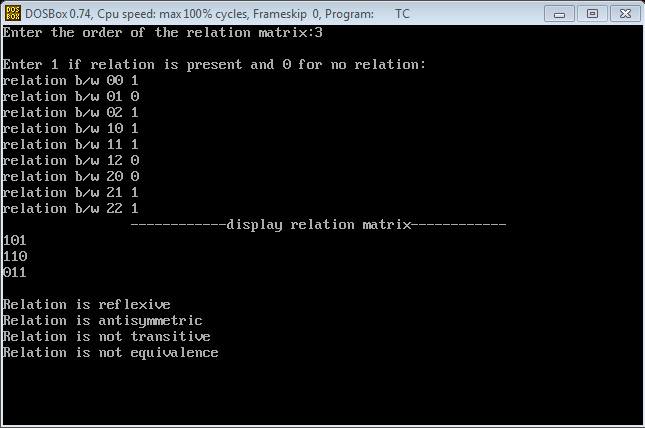 DOS
BOX
DOSBox 0.74, Cpu speed: max 100% cycles, Frameskip 0, Program: TC
Enter the order of the relation matrix:3
Enter 1 if relation is present and 0 for no relation:
relation b/w 00 1
relation b/w 01 0
relation b/w 02 1
relation b/w 10 1
relation b/w 11 1
relation b/w 12 0
relation b/w 20 0
relation b/w 21 1
relation b/w 22 1
------------display relation matrix------------
101
110
011
Relation is reflexive
Relation is antisymmetric
Relation is not transitive
Relation is not equivalence